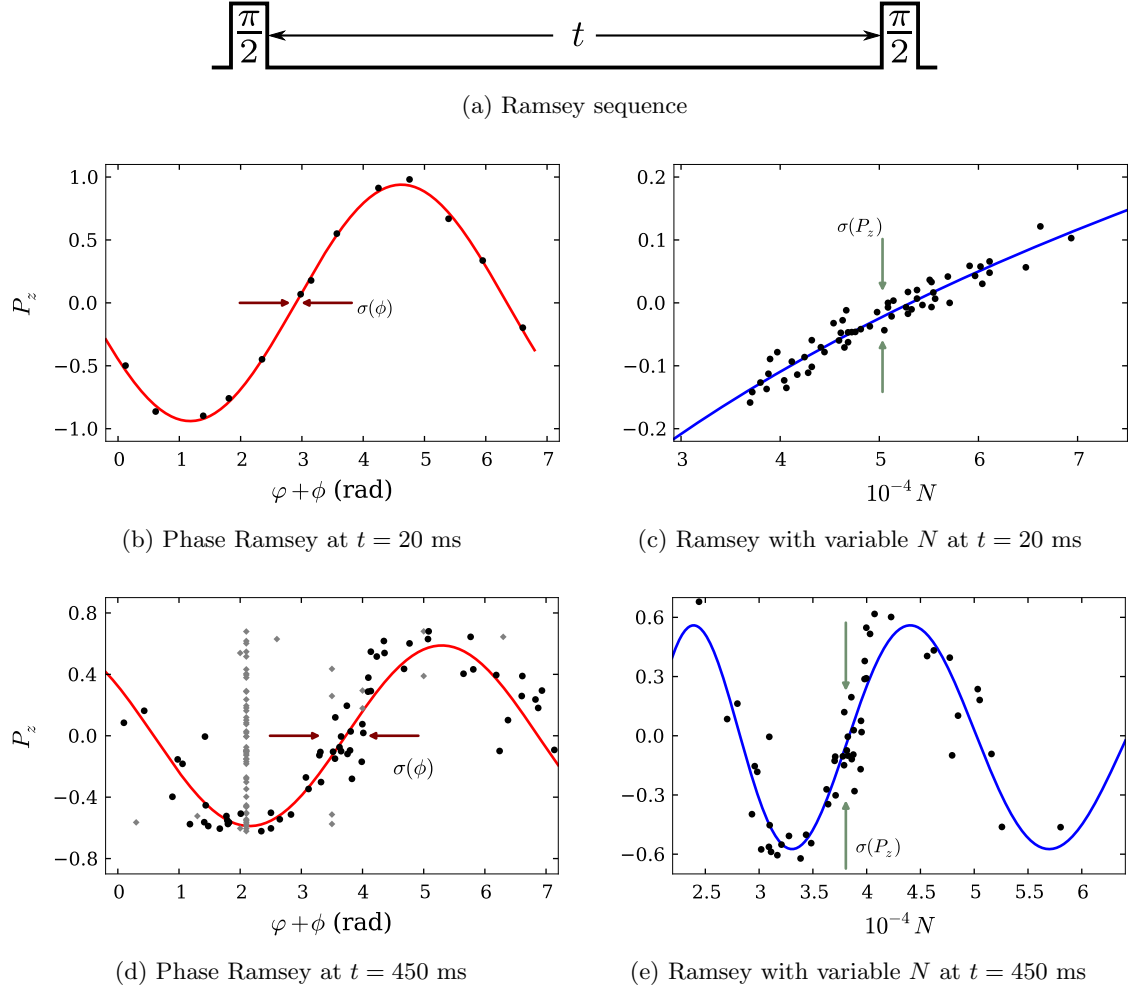 π/2 t π/2
(a) Ramsey sequence
1.0
0.5
0.0
−0.5
−1.0
P_z
σ(ϕ)
0 1 2 3 4 5 6 7
φ+ϕ (rad)
(b) Phase Ramsey at t = 20 ms
0.2
0.1
0.0
−0.1
−0.2
σ(P_z)
3 4 5 6 7
10⁻⁴ N
(c) Ramsey with variable N at t = 20 ms
0.8
0.4
0.0
−0.4
−0.8
P_z
σ(ϕ)
0 1 2 3 4 5 6 7
φ+ϕ (rad)
(d) Phase Ramsey at t = 450 ms
0.6
0.3
0.0
−0.3
−0.6
σ(P_z)
2.5 3 3.5 4 4.5 5 5.5 6
10⁻⁴ N
(e) Ramsey with variable N at t = 450 ms